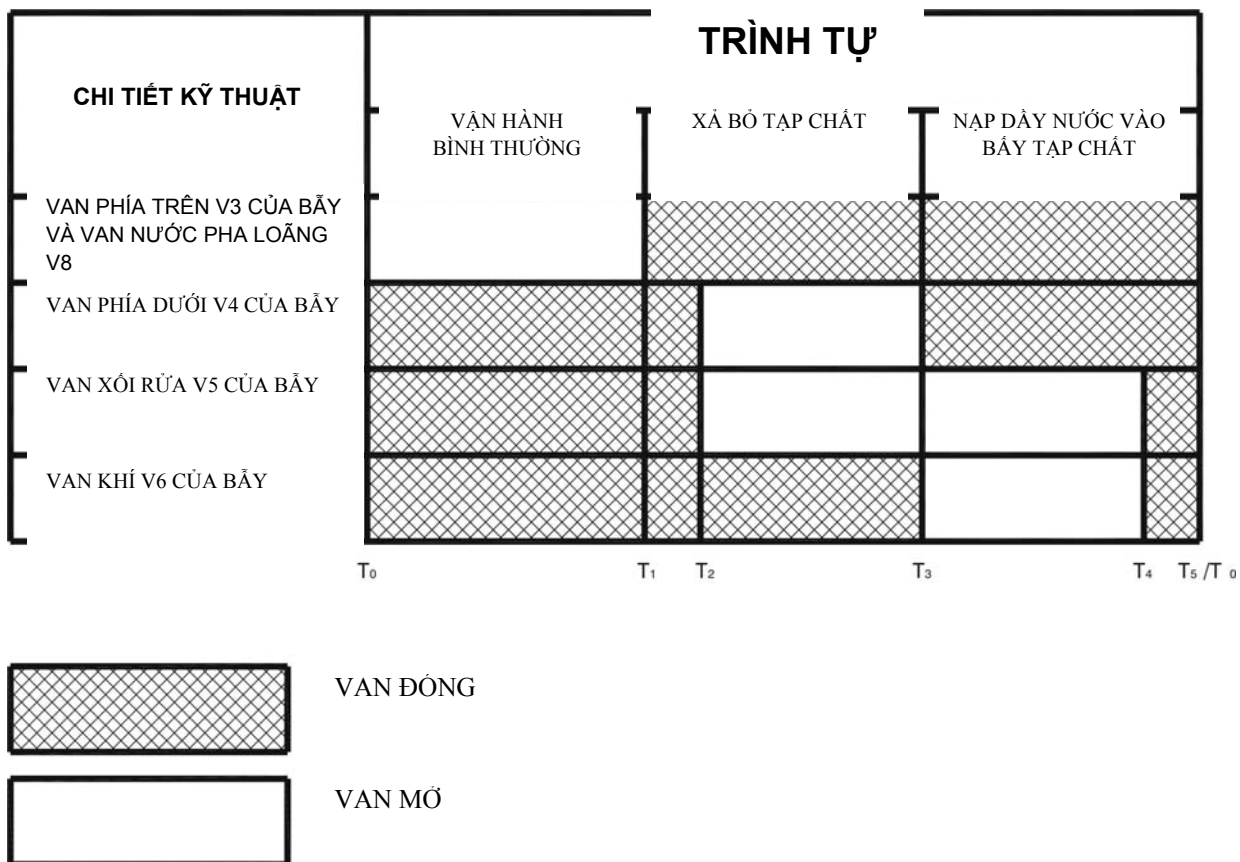 TRÌNH TỰ
CHI TIẾT KỸ THUẬT
VẬN HÀNH
BÌNH THƯỜNG
XẢ BỎ TẠP CHẤT
NẠP DẦY NƯỚC VÀO
BẨY TẠP CHẤT
VAN PHÍA TRÊN V3 CỦA BẪY
VÀ VAN NƯỚC PHA LOÃNG
V8
VAN PHÍA DƯỚI V4 CỦA BẪY
VAN XỐI RỬA V5 CỦA BẪY
VAN KHÍ V6 CỦA BẪY
T0 T1 T2 T3 T4 T5 /T 0
VAN ĐÓNG
VAN MỞ